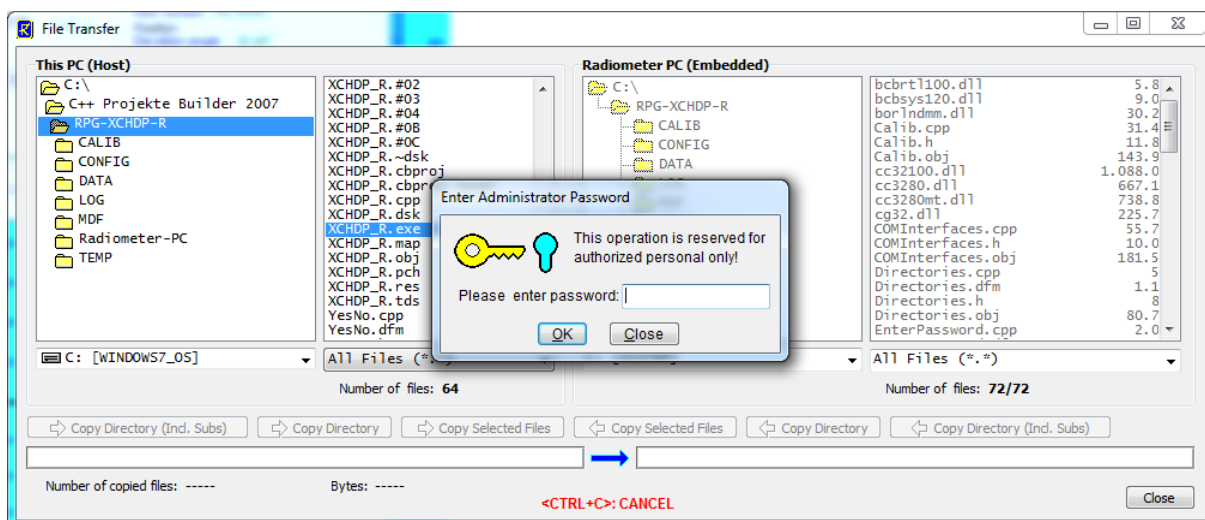 File Transfer
This PC (Host)
C:\
C++ Projekte Builder 2007
RPG-XCHDP-R
CALIB
CONFIG
DATA
LOG
MDF
Radiometer-PC
TEMP
XCHDP_R.#02
XCHDP_R.#03
XCHDP_R.#04
XCHDP_R.#0B
XCHDP_R.#0C
XCHDP_R.~dsk
XCHDP_R.cbproj
XCHDP_R.cbproj
XCHDP_R.cpp
XCHDP_R.dsk
XCHDP_R.exe
XCHDP_R.map
XCHDP_R.obj
XCHDP_R.pch
XCHDP_R.res
XCHDP_R.tds
YesNo.cpp
YesNo.dfm
C: [WINDOWS7_OS]
All Files (*.*)
Number of files: 64
Radiometer PC (Embedded)
C:\
RPG-XCHDP-R
CALIB
CONFIG
DATA
bcbrtl100.dll 5.8
bcbsys120.dll 9.0
borlndmm.dll 30.2
Calib.cpp 31.4
Calib.h 11.8
Calib.obj 143.9
cc32100.dll 1.088.0
cc3280.dll 667.1
cc3280mt.dll 738.8
cg32.dll 225.7
COMInterfaces.cpp 55.7
COMInterfaces.h 10.0
COMInterfaces.obj 181.5
Directories.cpp 5
Directories.dfm 1.1
Directories.h 8
Directories.obj 80.7
EnterPassword.cpp 2.0
All Files (*.*)
Number of files: 72/72
Enter Administrator Password
This operation is reserved for
authorized personal only!
Please enter password:
OK Close
Copy Directory (Incl. Subs) Copy Directory Copy Selected Files Copy Selected Files Copy Directory Copy Directory (Incl. Subs)
Number of copied files: ----- Bytes: -----
<CTRL+C>: CANCEL
Close